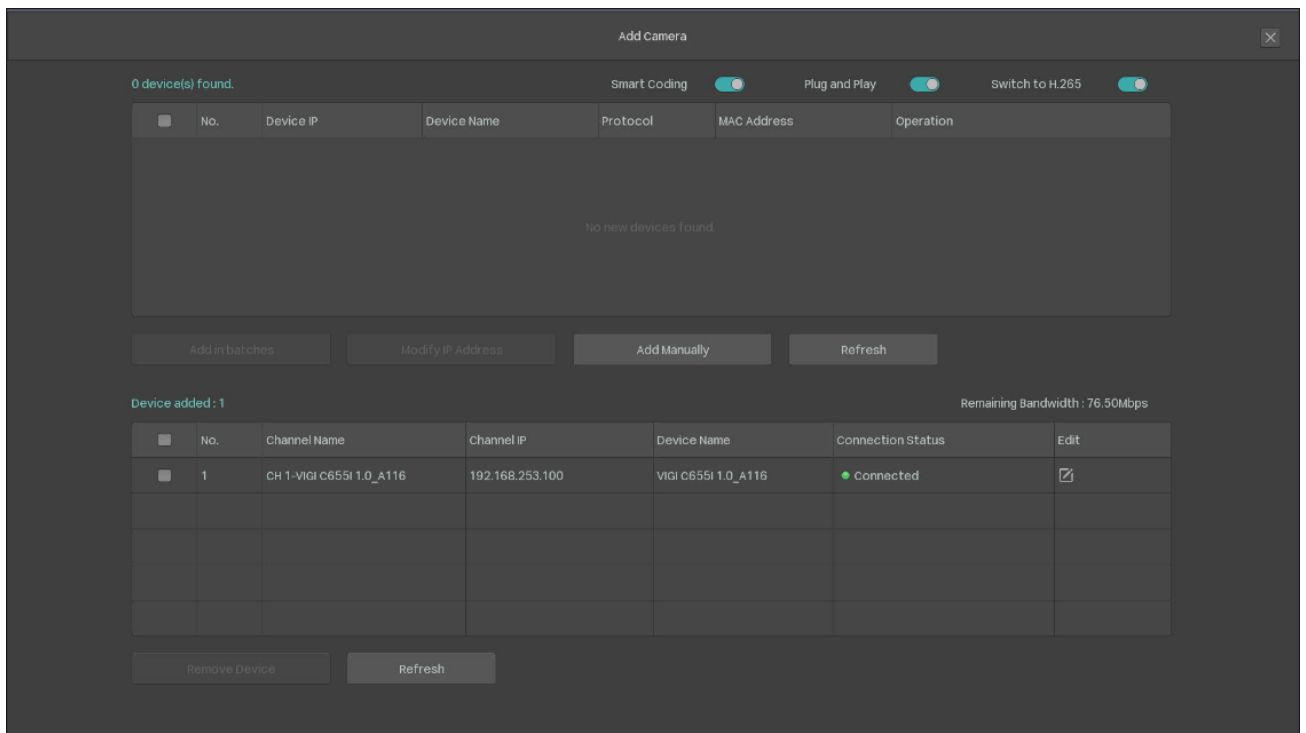 Add Camera
0 device(s) found. Smart Coding Plug and Play Switch to H.265
No. Device IP Device Name Protocol MAC Address Operation
No new devices found.
Add in batches Modify IP Address Add Manually Refresh
Device added : 1 Remaining Bandwidth : 76.50Mbps
No. Channel Name Channel IP Device Name Connection Status Edit
1 CH 1-VIGI C655I 1.0_A116 192.168.253.100 VIGI C655I 1.0_A116 Connected
Remove Device Refresh